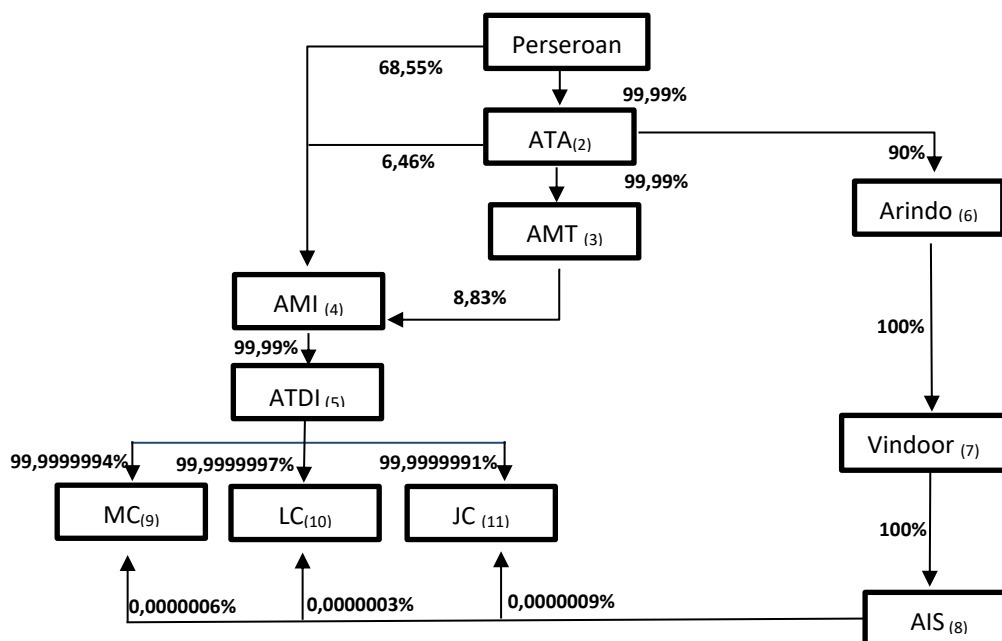 Perseroan
68,55%
99,99%
ATA(2)
6,46%
90%
99,99%
Arindo (6)
AMT (3)
8,83%
AMI (4)
100%
99,99%
ATDI (5)
Vindoor (7)
99,9999994%
99,9999997%
99,9999991%
MC(9)
LC(10)
JC (11)
100%
0,0000006%
0,0000003%
0,0000009%
AIS (8)